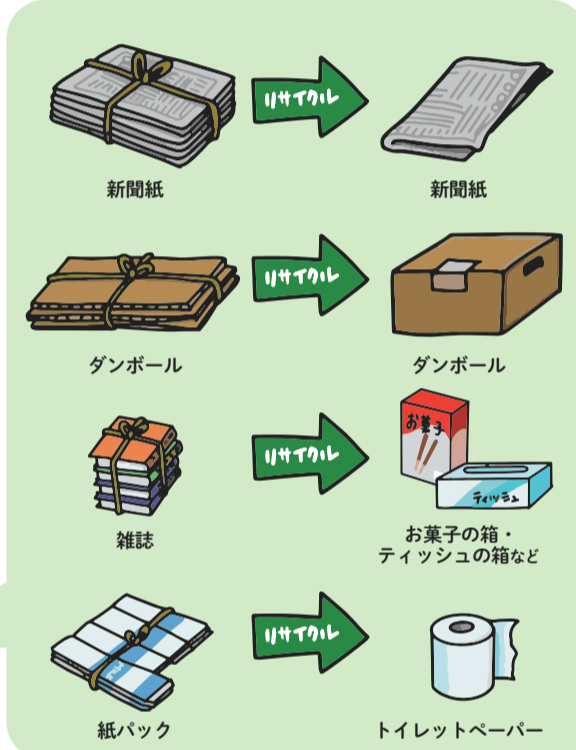 リサイクル
新聞紙
新聞紙
リサイクル
ダンボール
ダンボール
お菓子
リサイクル
ティッシュ
雑誌
お菓子の箱・
ティッシュの箱など
リサイクル
紙パック
トイレットペーパー